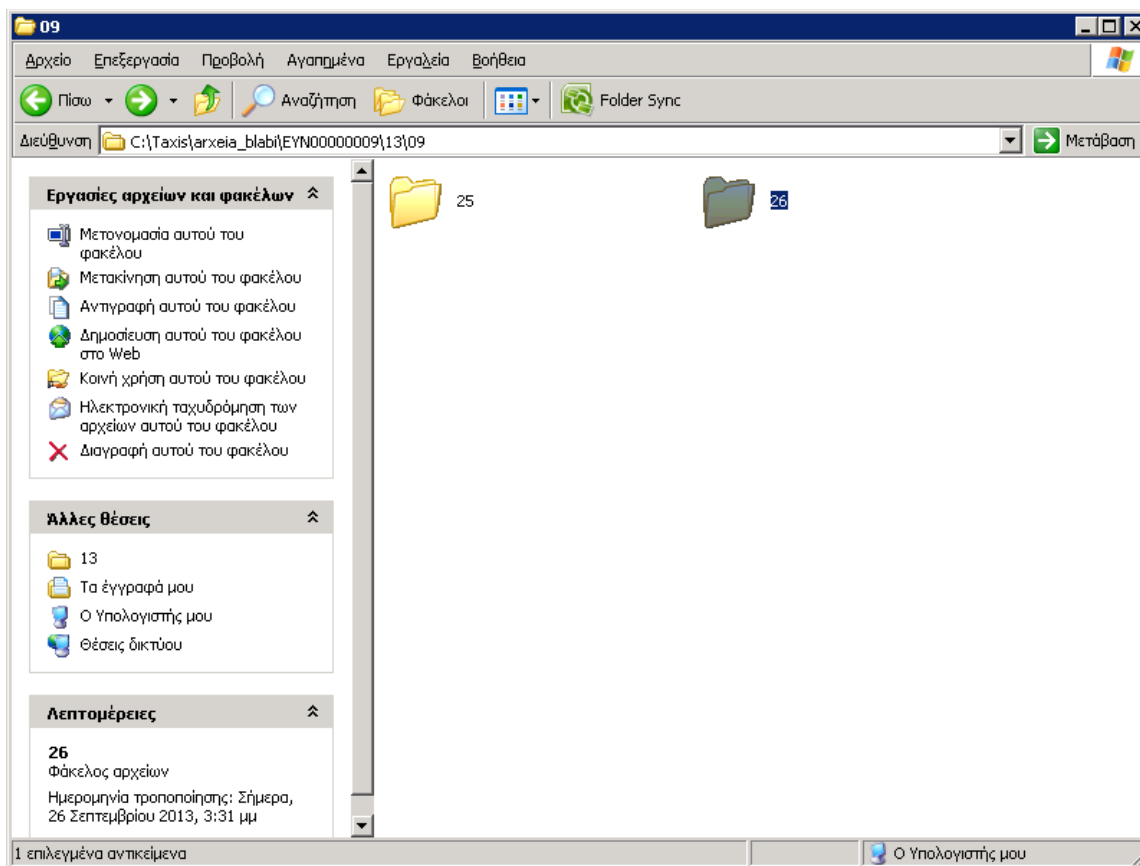 09
Αρχείο Επεξεργασία Προβολή Αγαπημένα Εργαλεία Βοήθεια
Πίσω Αναζήτηση Φάκελοι Folder Sync
Διεύθυνση C:\Taxis\arxeia_blabi\EYN00000009\13\09 Μετάβαση
Εργασίες αρχείων και φακέλων
Μετονομασία αυτού του
φακέλου
Μετακίνηση αυτού του φακέλου
Αντιγραφή αυτού του φακέλου
Δημοσίευση αυτού του φακέλου
στο Web
Κοινή χρήση αυτού του φακέλου
Ηλεκτρονική ταχυδρόμηση των
αρχείων αυτού του φακέλου
Διαγραφή αυτού του φακέλου
Άλλες θέσεις
13
Τα έγγραφά μου
Ο Υπολογιστής μου
Θέσεις δικτύου
Λεπτομέρειες
26
Φάκελος αρχείων
Ημερομηνία τροποποίησης: Σήμερα,
26 Σεπτεμβρίου 2013, 3:31 μμ
25 26
1 επιλεγμένα αντικείμενα Ο Υπολογιστής μου